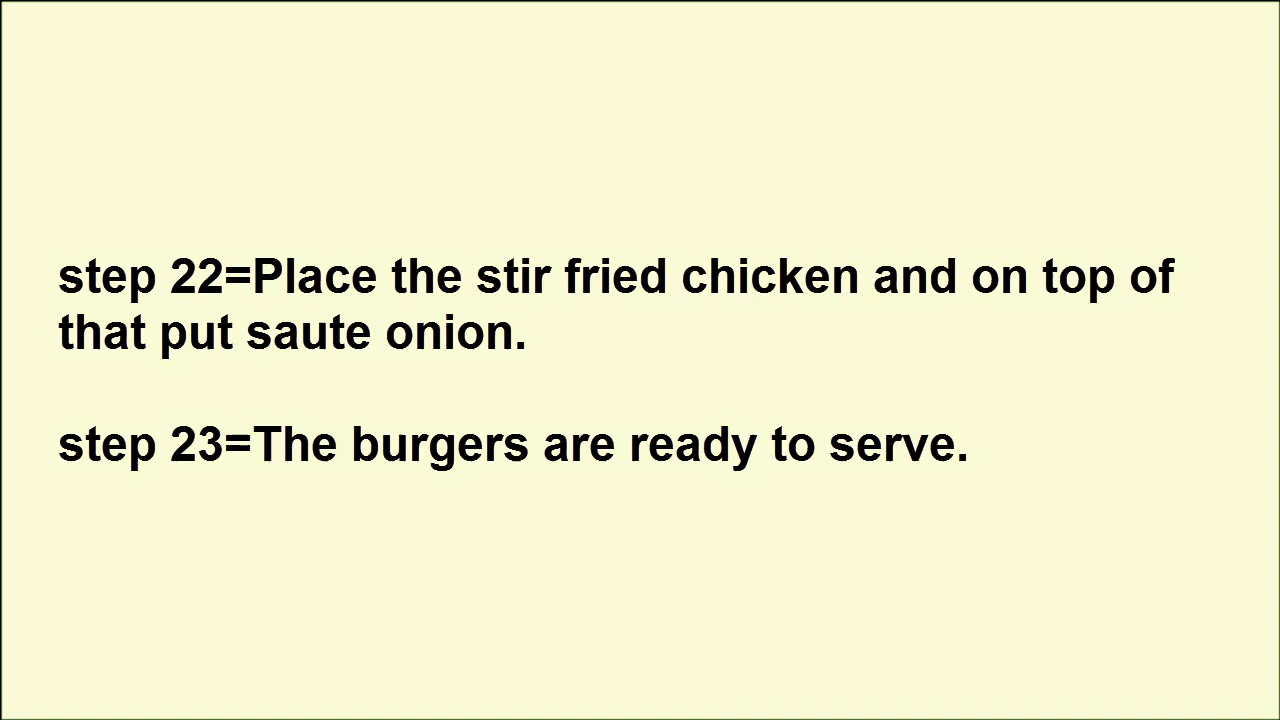 step 22=Place the stir fried chicken and on top of
that put saute onion.
step 23=The burgers are ready to serve.